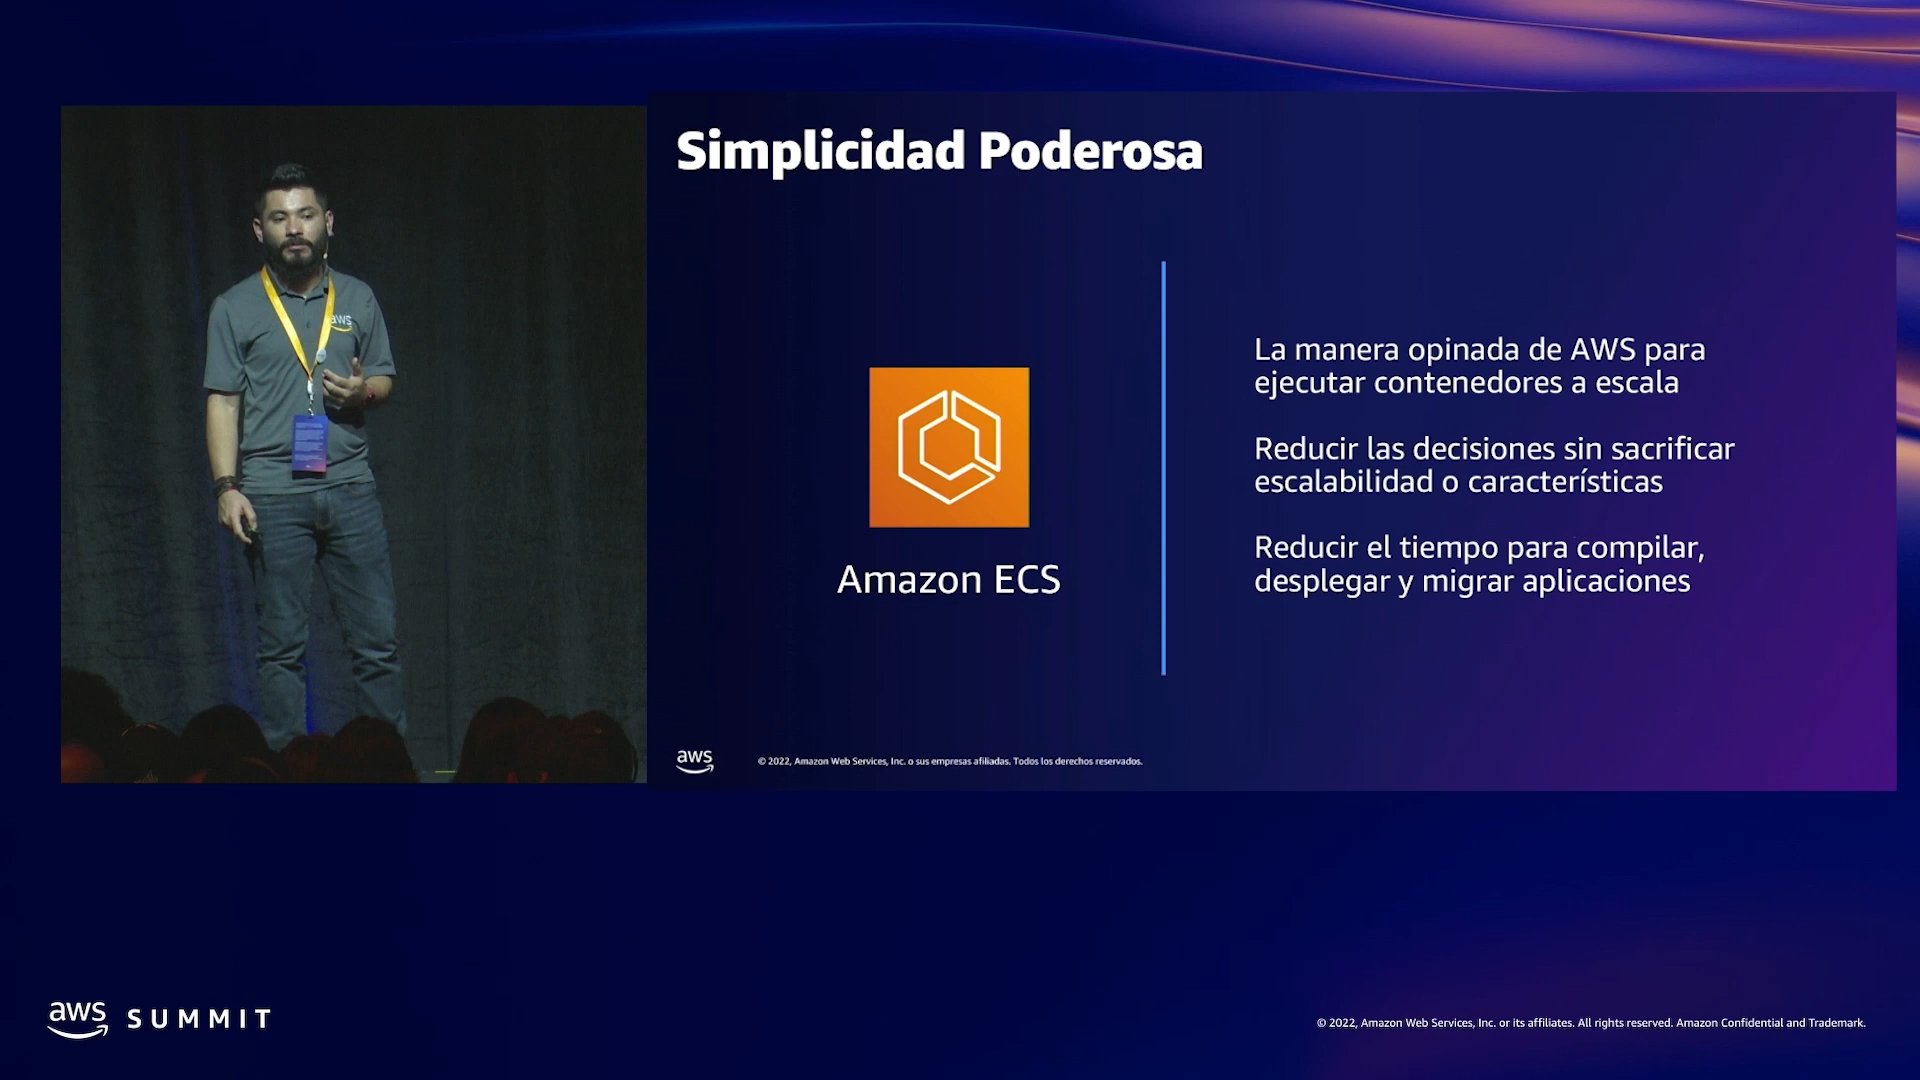 Simplicidad Poderosa
Amazon ECS
La manera opinada de AWS para
ejecutar contenedores a escala
Reducir las decisiones sin sacrificar
escalabilidad o características
Reducir el tiempo para compilar,
desplegar y migrar aplicaciones
aws
aws
© 2022, Amazon Web Services, Inc. o sus empresas afiliadas. Todos los derechos reservados.
aws SUMMIT
© 2022, Amazon Web Services, Inc. or its affiliates. All rights reserved. Amazon Confidential and Trademark.